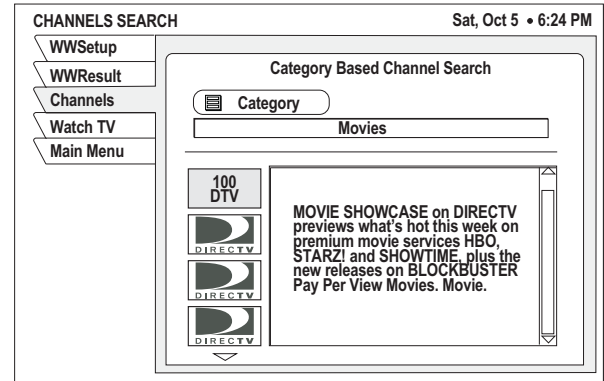 CHANNELS SEARCH
Sat, Oct 5 • 6:24 PM
WWSetup
WWResult
Channels
Watch TV
Main Menu
Category Based Channel Search
Category
Movies
100
DTV
DIRECTV
DIRECTV
DIRECTV
MOVIE SHOWCASE on DIRECTV
previews what's hot this week on
premium movie services HBO,
STARZ! and SHOWTIME, plus the
new releases on BLOCKBUSTER
Pay Per View Movies. Movie.